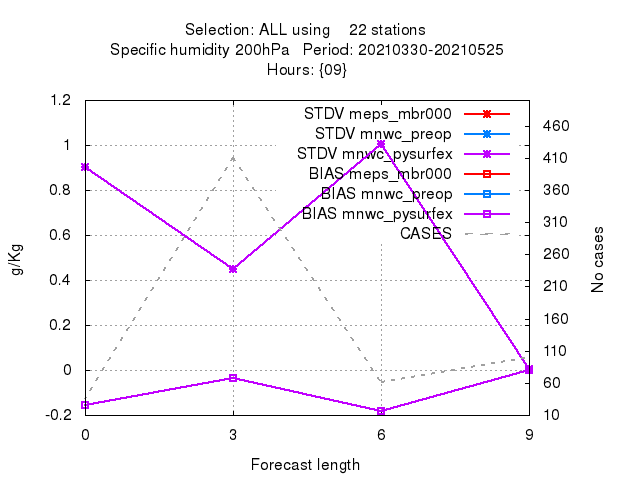 Selection: ALL using    22 stations
Specific humidity 200hPa   Period: 20210330-20210525
Hours: {09}
STDV meps_mbr000
STDV mnwc_preop
STDV mnwc_pysurfex
BIAS meps_mbr000
BIAS mnwc_preop
BIAS mnwc_pysurfex
CASES
g/Kg
1.2
1
0.8
0.6
0.4
0.2
0
-0.2
No cases
460
410
360
310
260
210
160
110
60
10
0 3 6 9
Forecast length